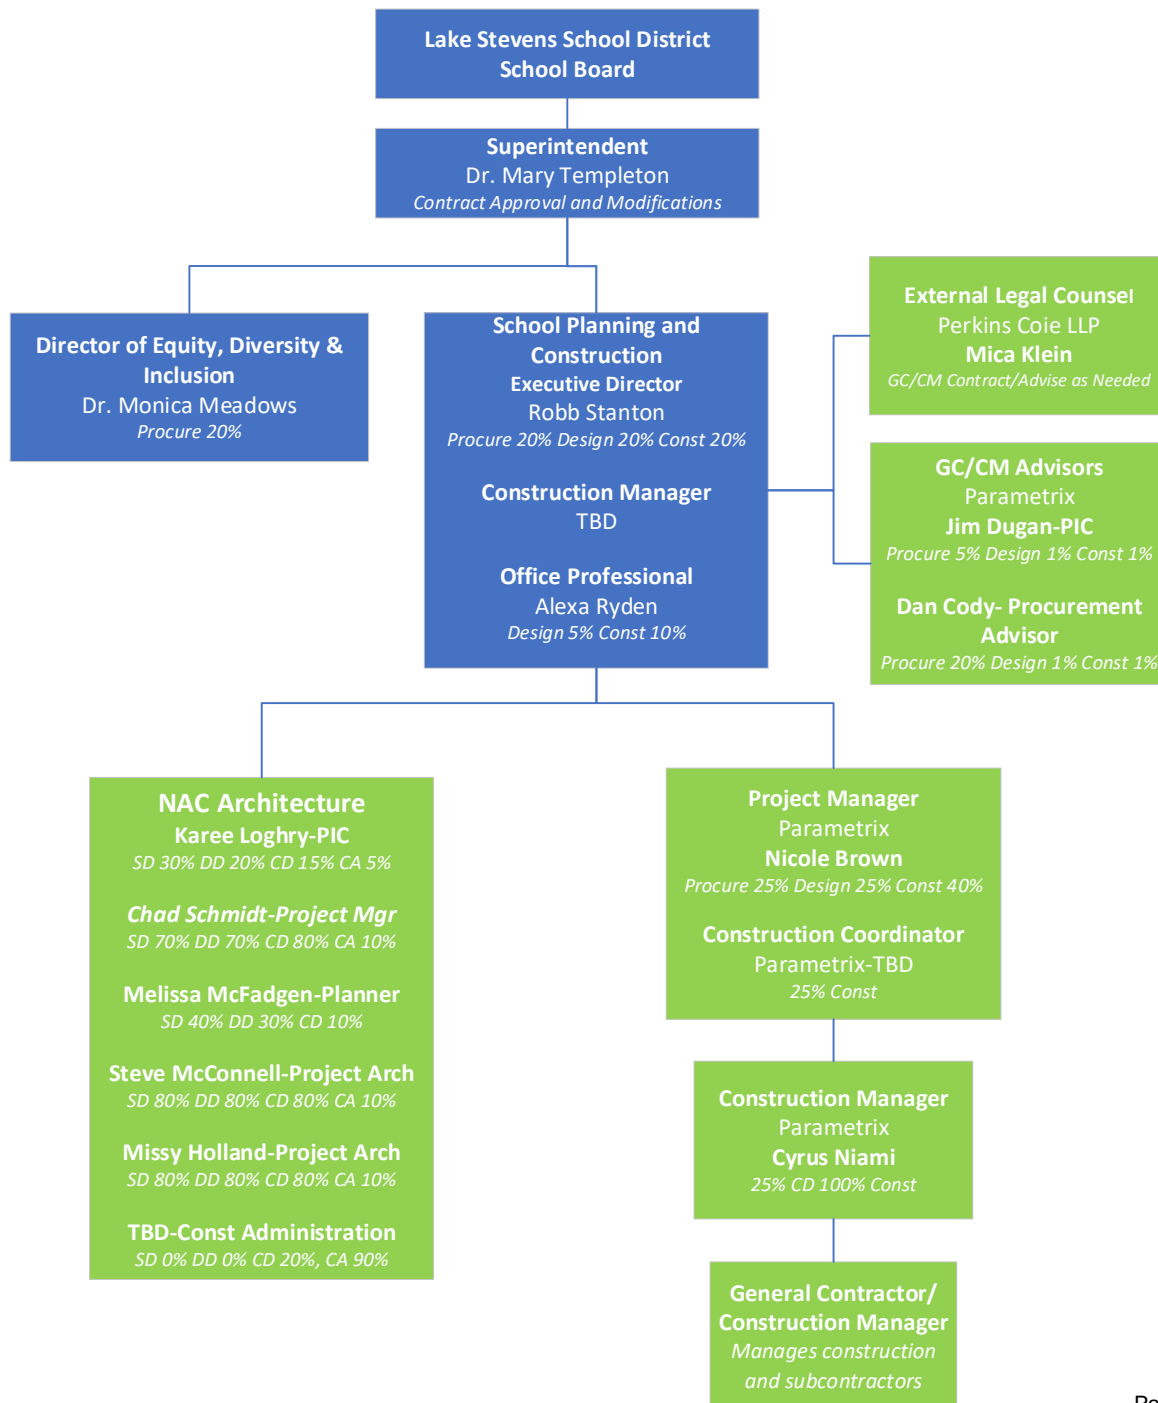 Lake Stevens School District
School Board
Superintendent
Dr. Mary Templeton
Contract Approval and Modifications
Director of Equity, Diversity &
Inclusion
Dr. Monica Meadows
Procure 20%
School Planning and
Construction
Executive Director
Robb Stanton
Procure 20% Design 20% Const 20%
Construction Manager
TBD
Office Professional
Alexa Ryden
Design 5% Const 10%
External Legal Counsel
Perkins Coie LLP
Mica Klein
GC/CM Contract/Advise as Needed
GC/CM Advisors
Parametrix
Jim Dugan-PIC
Procure 5% Design 1% Const 1%
Dan Cody- Procurement
Advisor
Procure 20% Design 1% Const 1%
NAC Architecture
Karee Loghry-PIC
SD 30% DD 20% CD 15% CA 5%
Chad Schmidt-Project Mgr
SD 70% DD 70% CD 80% CA 10%
Melissa McFadgen-Planner
SD 40% DD 30% CD 10%
Steve McConnell-Project Arch
SD 80% DD 80% CD 80% CA 10%
Missy Holland-Project Arch
SD 80% DD 80% CD 80% CA 10%
TBD-Const Administration
SD 0% DD 0% CD 20%, CA 90%
Project Manager
Parametrix
Nicole Brown
Procure 25% Design 25% Const 40%
Construction Coordinator
Parametrix-TBD
25% Const
Construction Manager
Parametrix
Cyrus Niami
25% CD 100% Const
General Contractor/
Construction Manager
Manages construction
and subcontractors